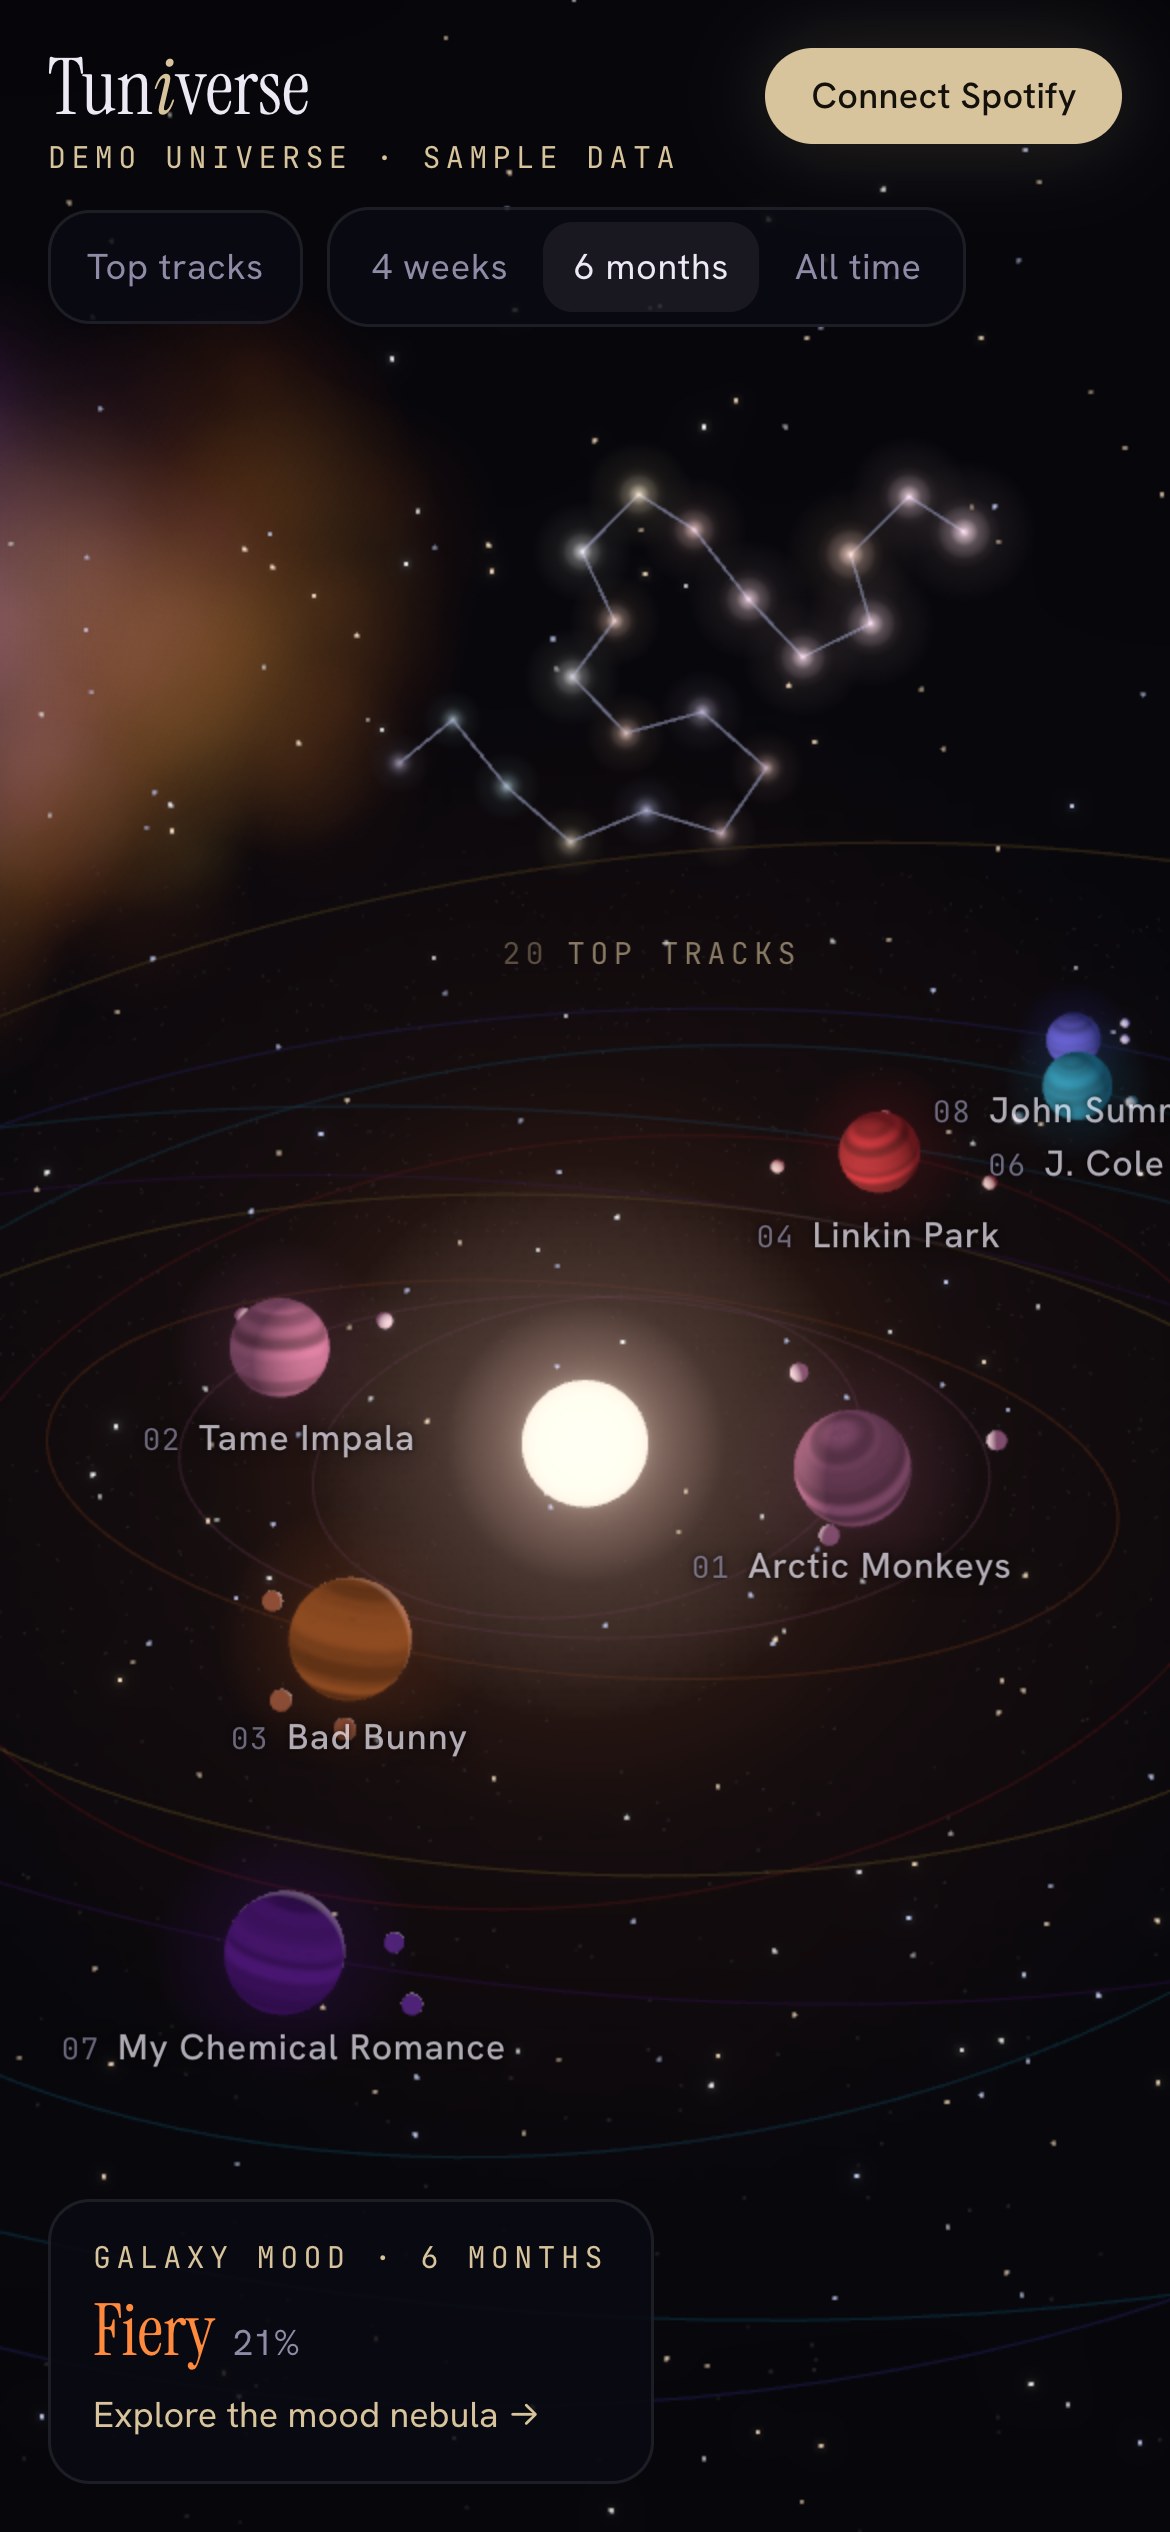 Tuniverse
Connect Spotify
DEMO UNIVERSE · SAMPLE DATA
Top tracks
4 weeks
6 months
All time
20 TOP TRACKS
08 John Sumr
06 J. Cole
04 Linkin Park
02 Tame Impala
01 Arctic Monkeys
03 Bad Bunny
07 My Chemical Romance
GALAXY MOOD · 6 MONTHS
Fiery 21%
Explore the mood nebula →